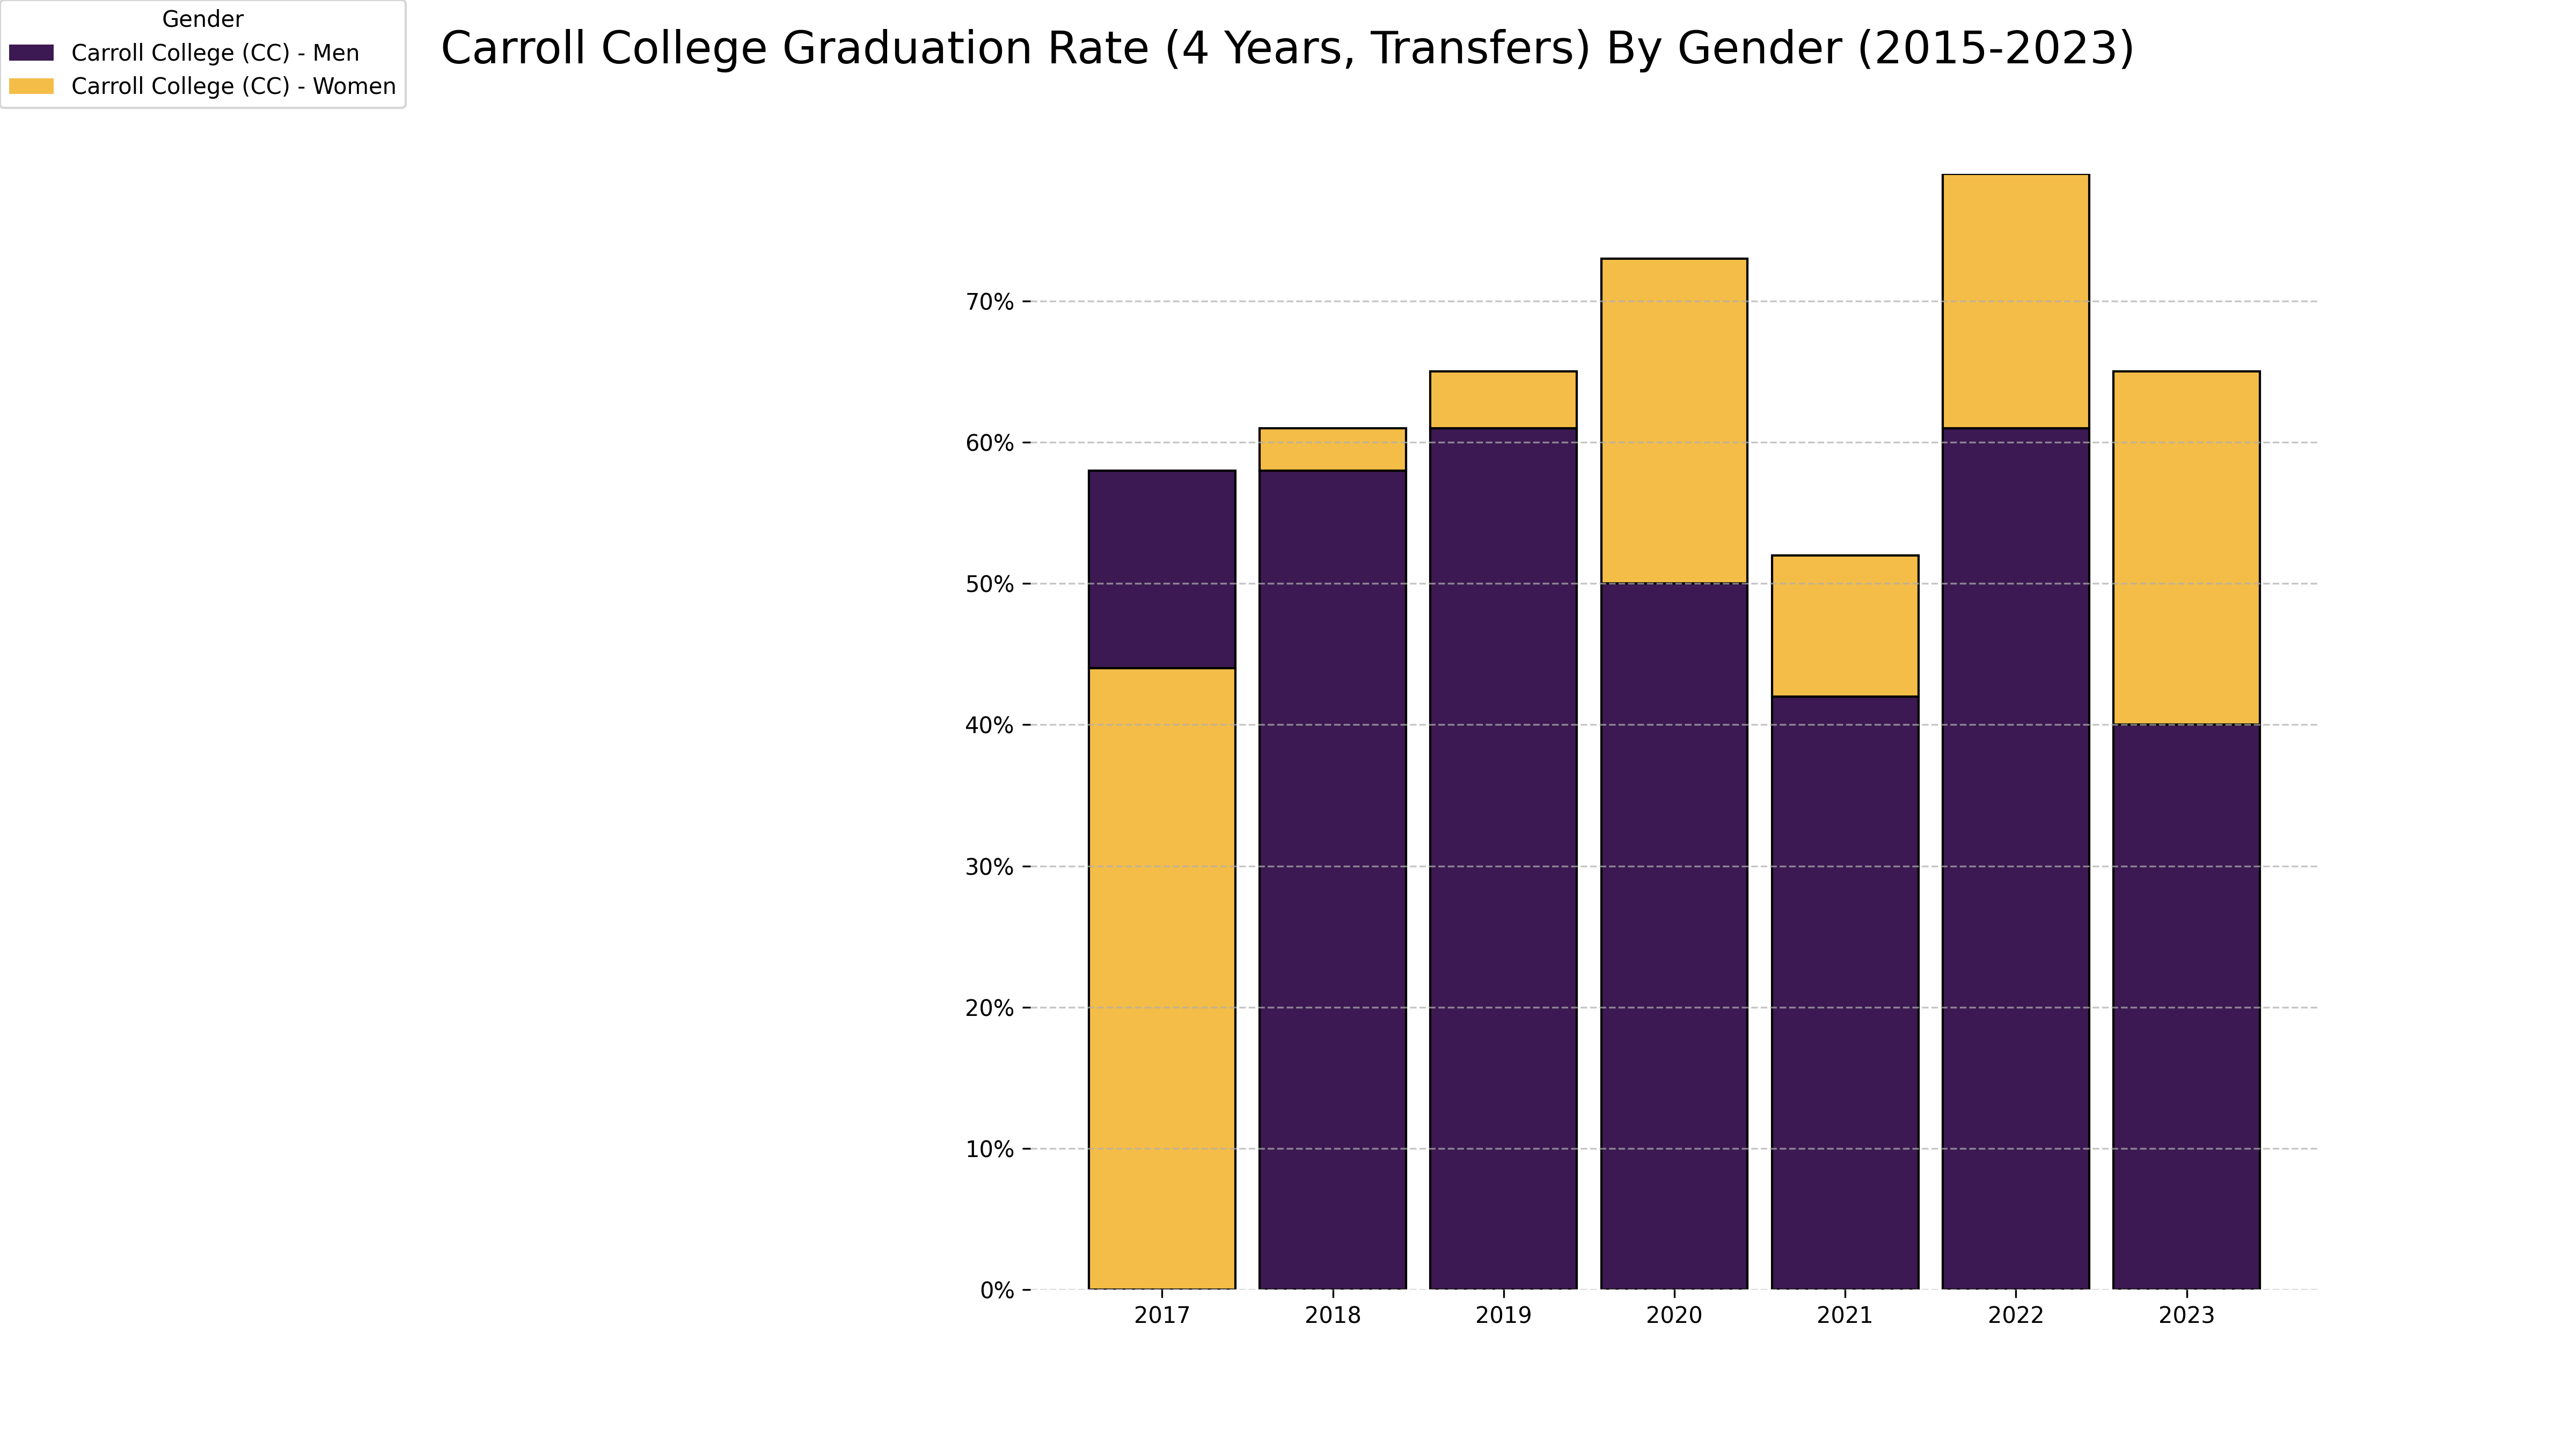 Gender
Carroll College (CC) - Men
Carroll College (CC) - Women
Carroll College Graduation Rate (4 Years, Transfers) By Gender (2015-2023)
70%
60%
50%
40%
30%
20%
10%
0%
2017 2018 2019 2020 2021 2022 2023